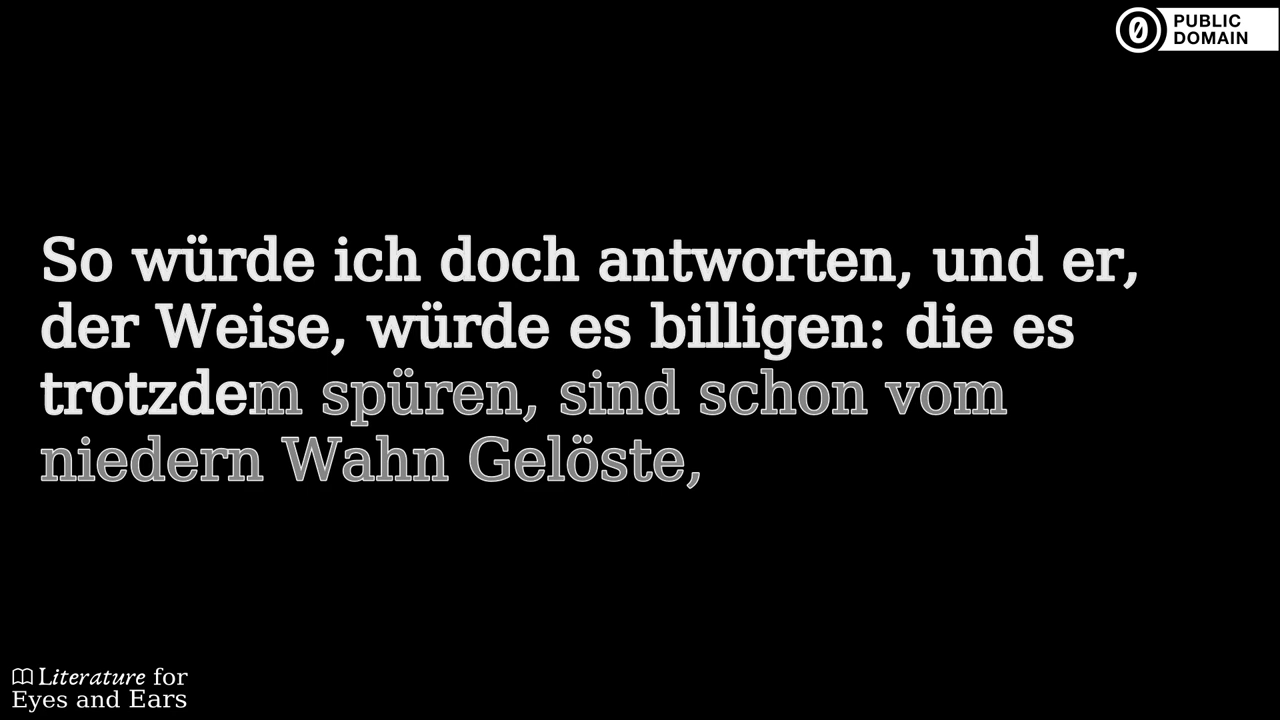 PUBLIC
DOMAIN
So würde ich doch antworten, und er,
der Weise, würde es billigen: die es
trotzdem spüren, sind schon vom
niedern Wahn Gelöste,
Literature for
Eyes and Ears